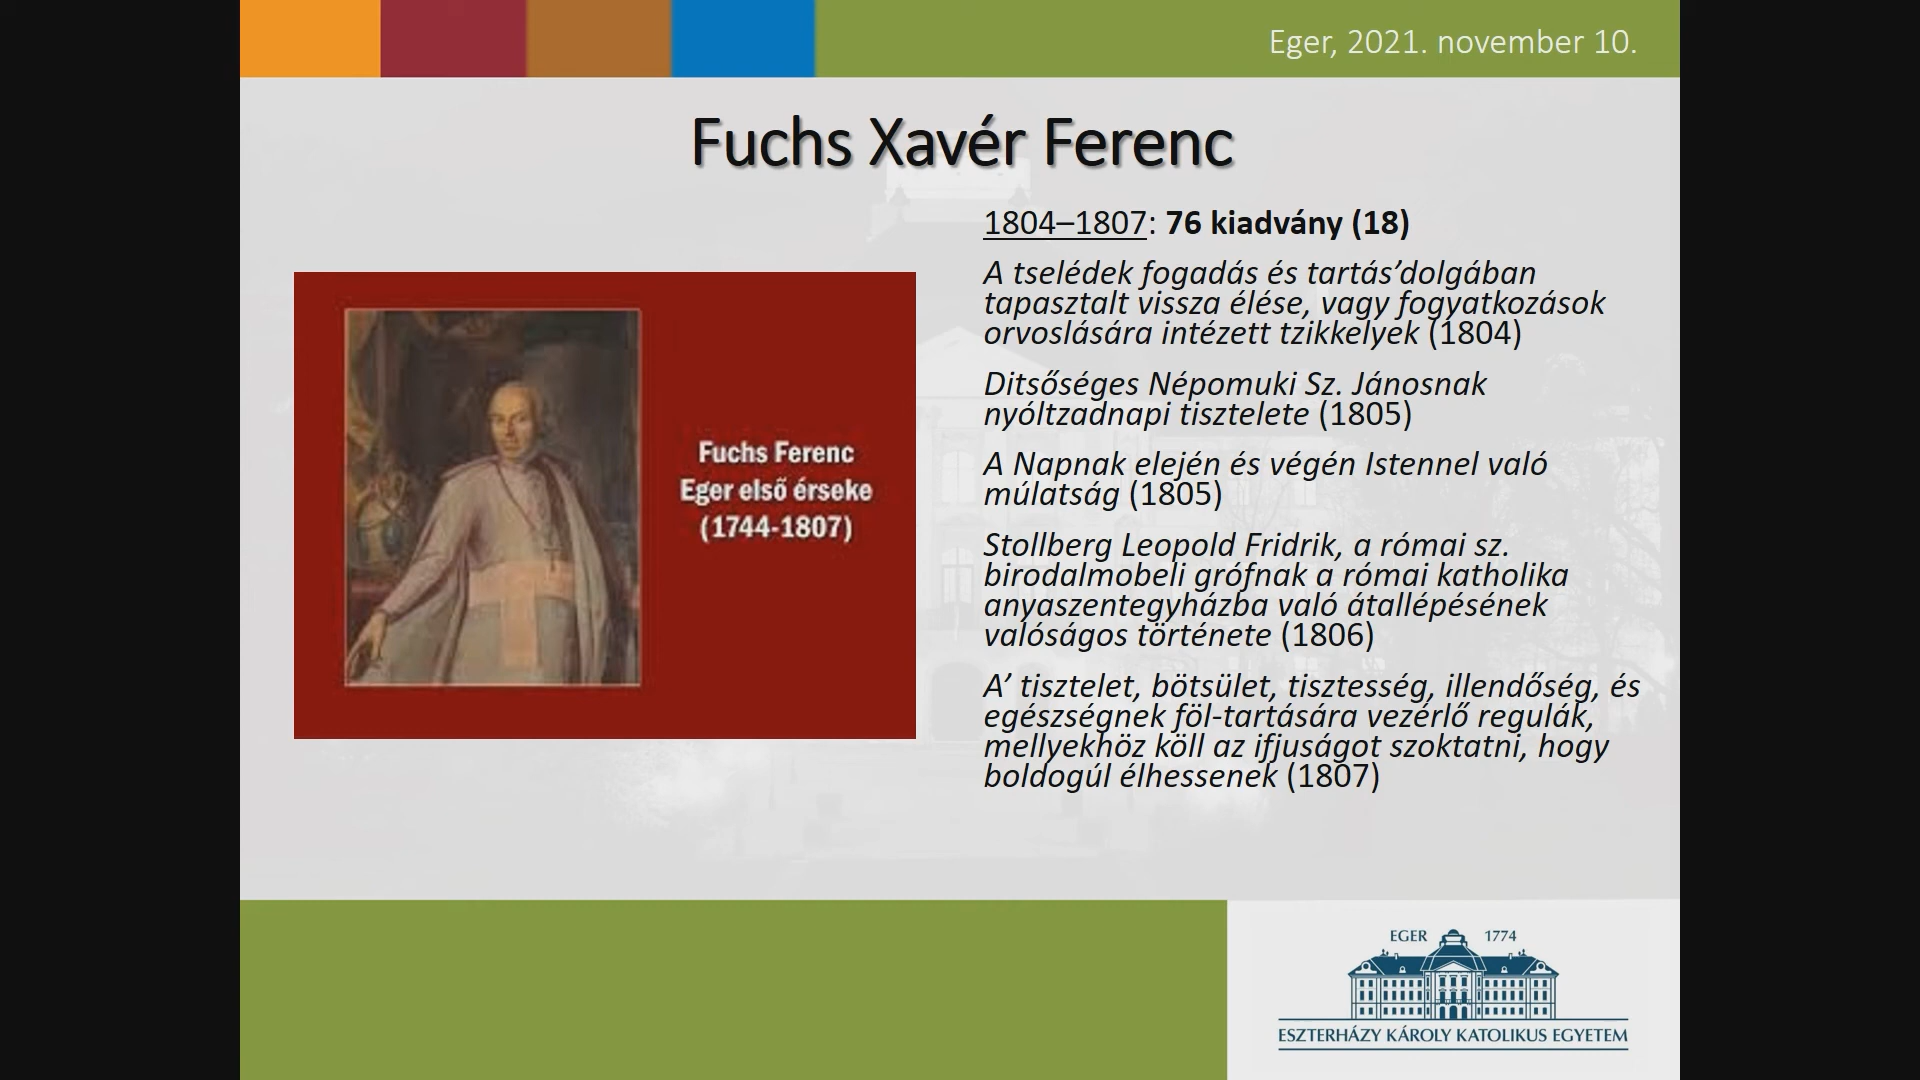 Eger, 2021. november 10.
Fuchs Xavér Ferenc
1804–1807: 76 kiadvány (18)
A tselédek fogadás és tartás’dolgában
tapasztalt vissza élése, vagy fogyatkozások
orvoslására intézett tzikkelyek (1804)
Ditsőséges Népomuki Sz. Jánosnak
nyóltzadnapi tisztelete (1805)
A Napnak elején és végén Istennel való
múlatság (1805)
Stollberg Leopold Fridrik, a római sz.
birodalmobeli grófnak a római katholika
anyaszentegyházba való átallépésének
valóságos története (1806)
A’ tisztelet, bötsület, tisztesség, illendőség, és
egészségnek föl-tartására vezérlő regulák,
mellyekhöz köll az ifjuságot szoktatni, hogy
boldogúl élhessenek (1807)
Fuchs Ferenc
Eger első érseke
(1744-1807)
EGER 1774
ESZTERHÁZY KÁROLY KATOLIKUS EGYETEM